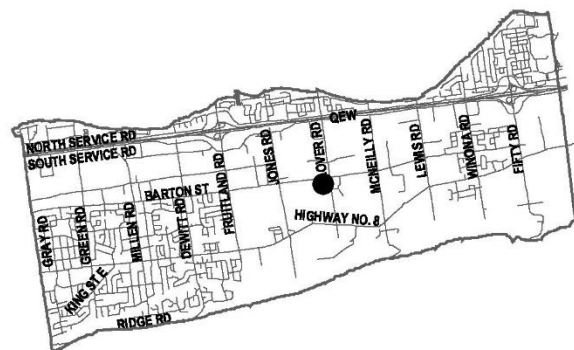 NORTH SERVICE RD
SOUTH SERVICE RD
QEW
BARTON ST
HIGHWAY NO. 8
GRAY RD
GREEN RD
MILLEN RD
DEWITT RD
FRUITLAND RD
JONES RD
LOVER RD
MCNEILLY RD
LEWIS RD
WINONA RD
FIFTY RD
KING ST E
RIDGE RD